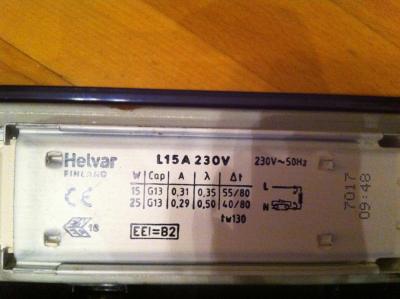 Helvar
FINLAND
L15A 230V
230V~50Hz
W Cap A λ Δt
15 G13 0,31 0,35 55/80
25 G13 0,29 0,50 40/80
tw130
L
N
CE
16
EEI=B2
7017
09:48